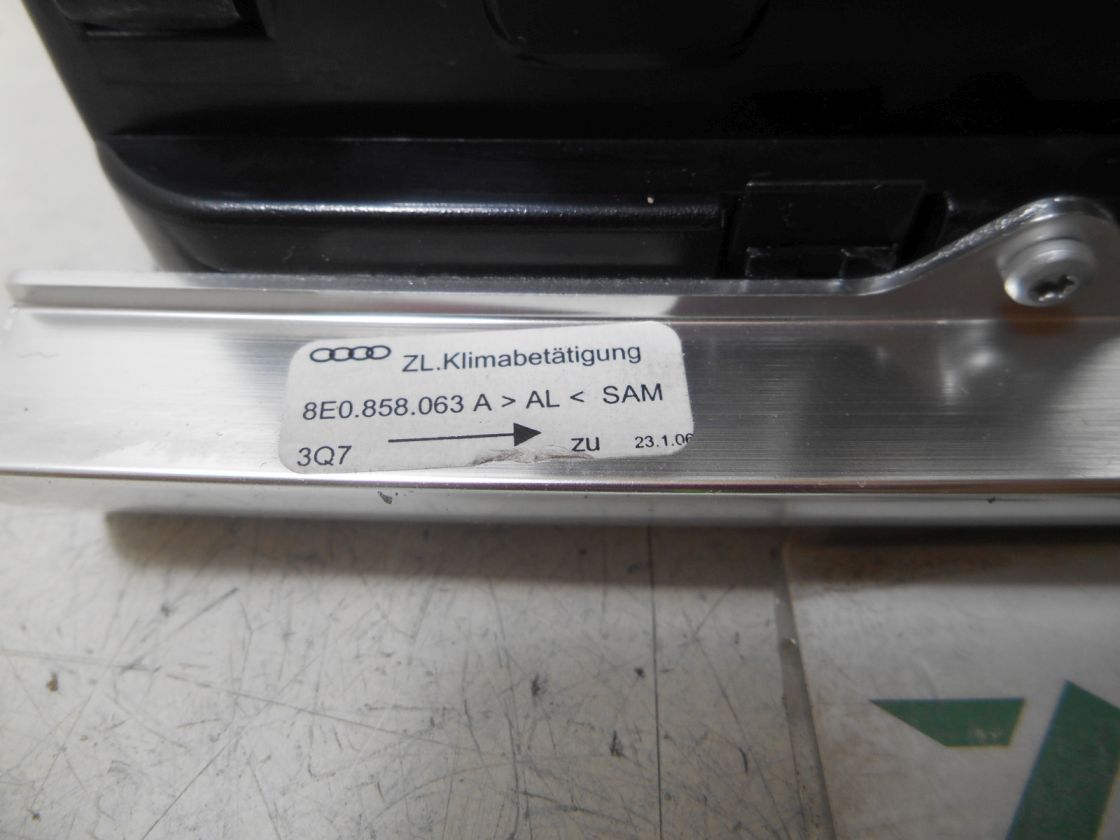 ZL.Klimabetätigung
8E0.858.063 A > AL < SAM
3Q7 zu 23.1.06